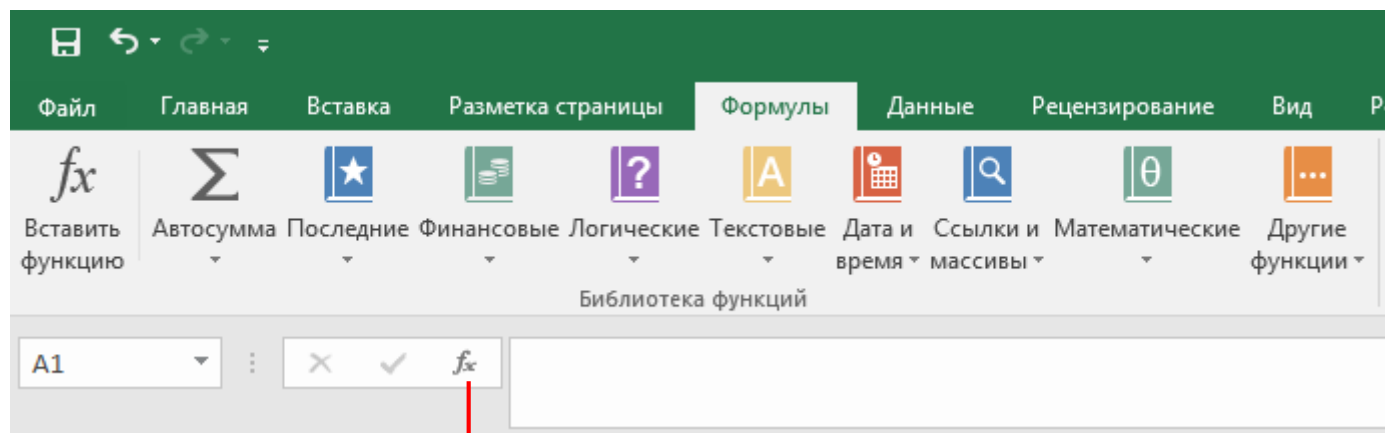 Файл Главная Вставка Разметка страницы Формулы Данные Рецензирование Вид Р
fx Σ ? A θ
Вставить функцию Автосумма Последние Финансовые Логические Текстовые Дата и время Ссылки и массивы Математические Другие функции
Библиотека функций
A1 fx